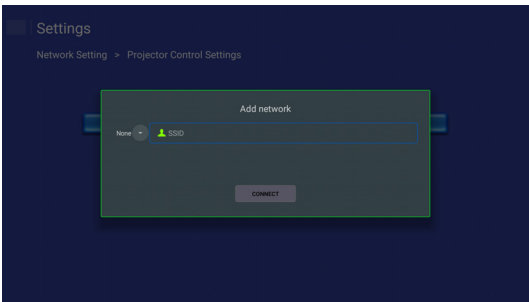 Settings
Network Setting > Projector Control Settings
Add network
None SSID
CONNECT